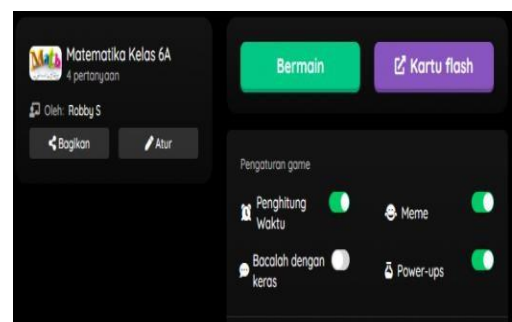 Math
Matematika Kelas 6A
4 pertanyaan
Oleh: Robby S
Bagikan
Atur
Bermain
Kartu flash
Pengaturan game
Penghitung
Waktu
Meme
Bacalah dengan
keras
Power-ups